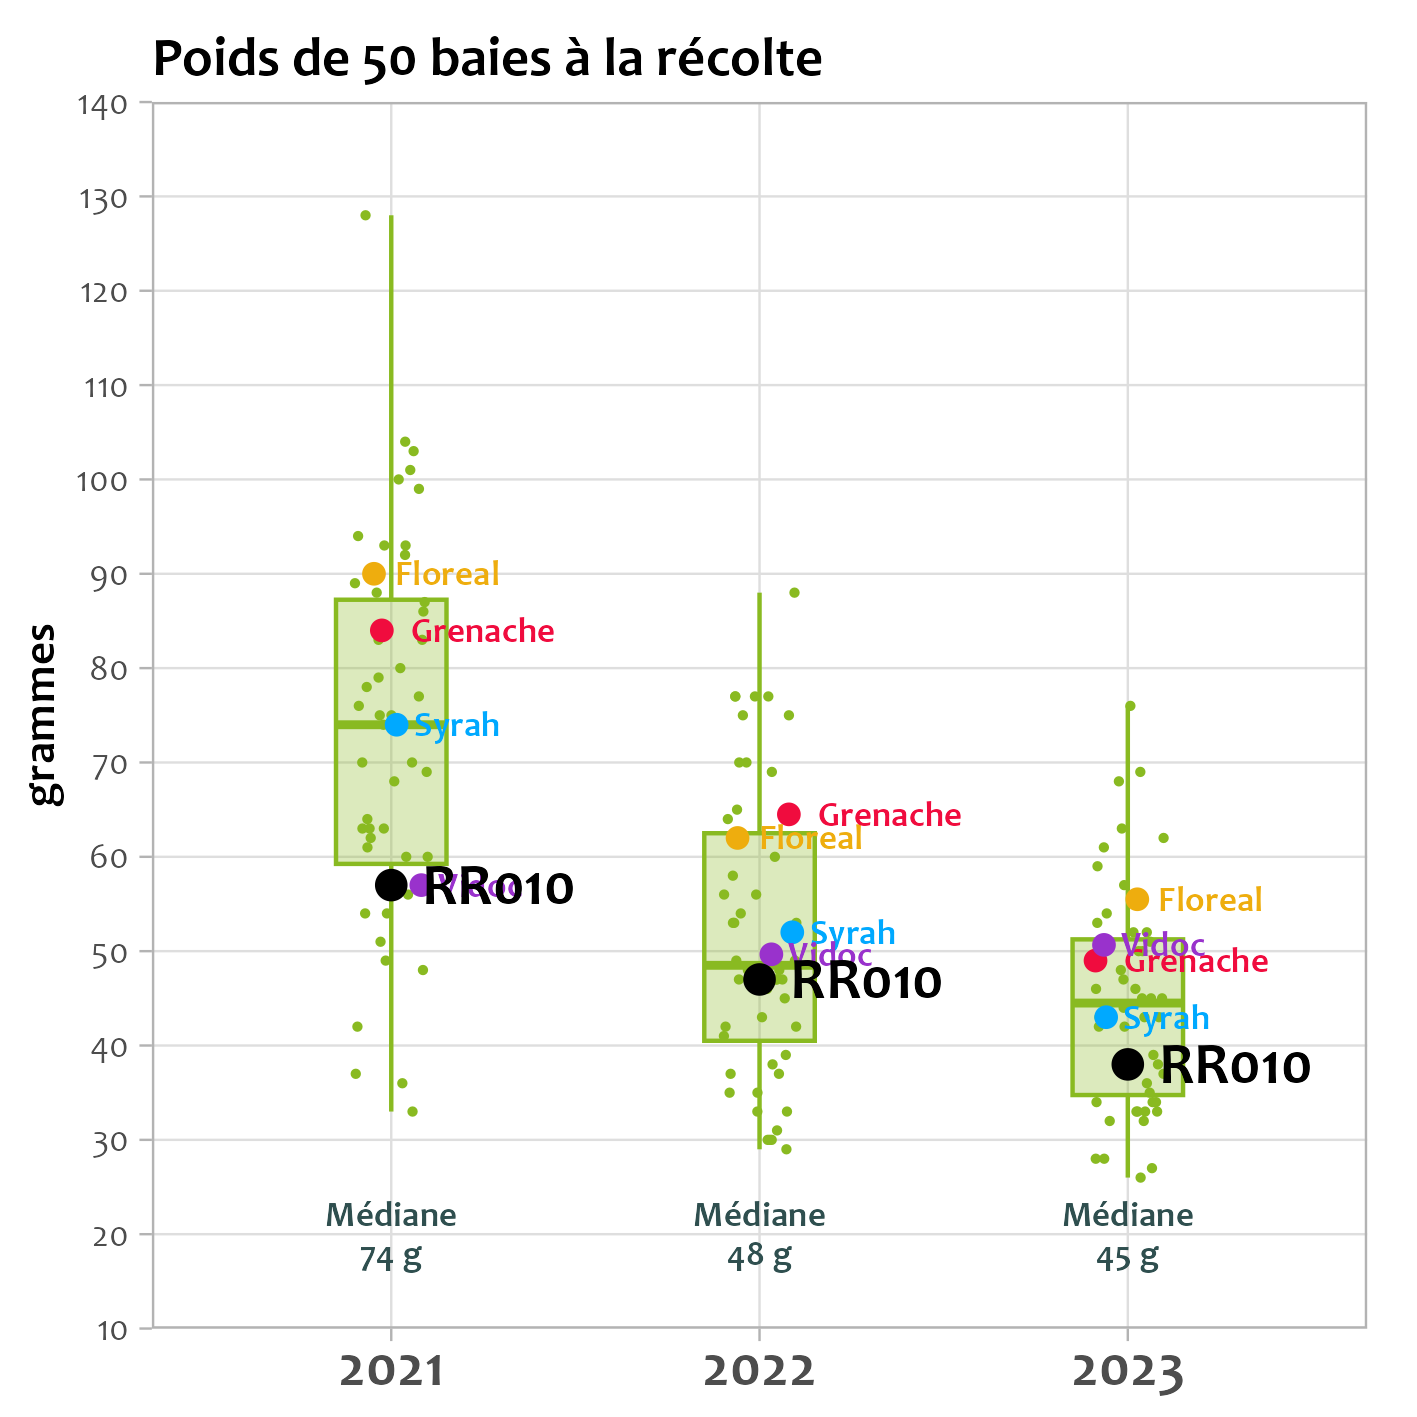 Poids de 50 baies à la récolte
grammes
140
130
120
110
100
90
80
70
60
50
40
30
20
10
Floreal
Grenache
Syrah
Vidoc
RR010
Médiane
74 g
Grenache
Floreal
Syrah
Vidoc
RR010
Médiane
48 g
Floreal
Vidoc
Grenache
Syrah
RR010
Médiane
45 g
2021
2022
2023